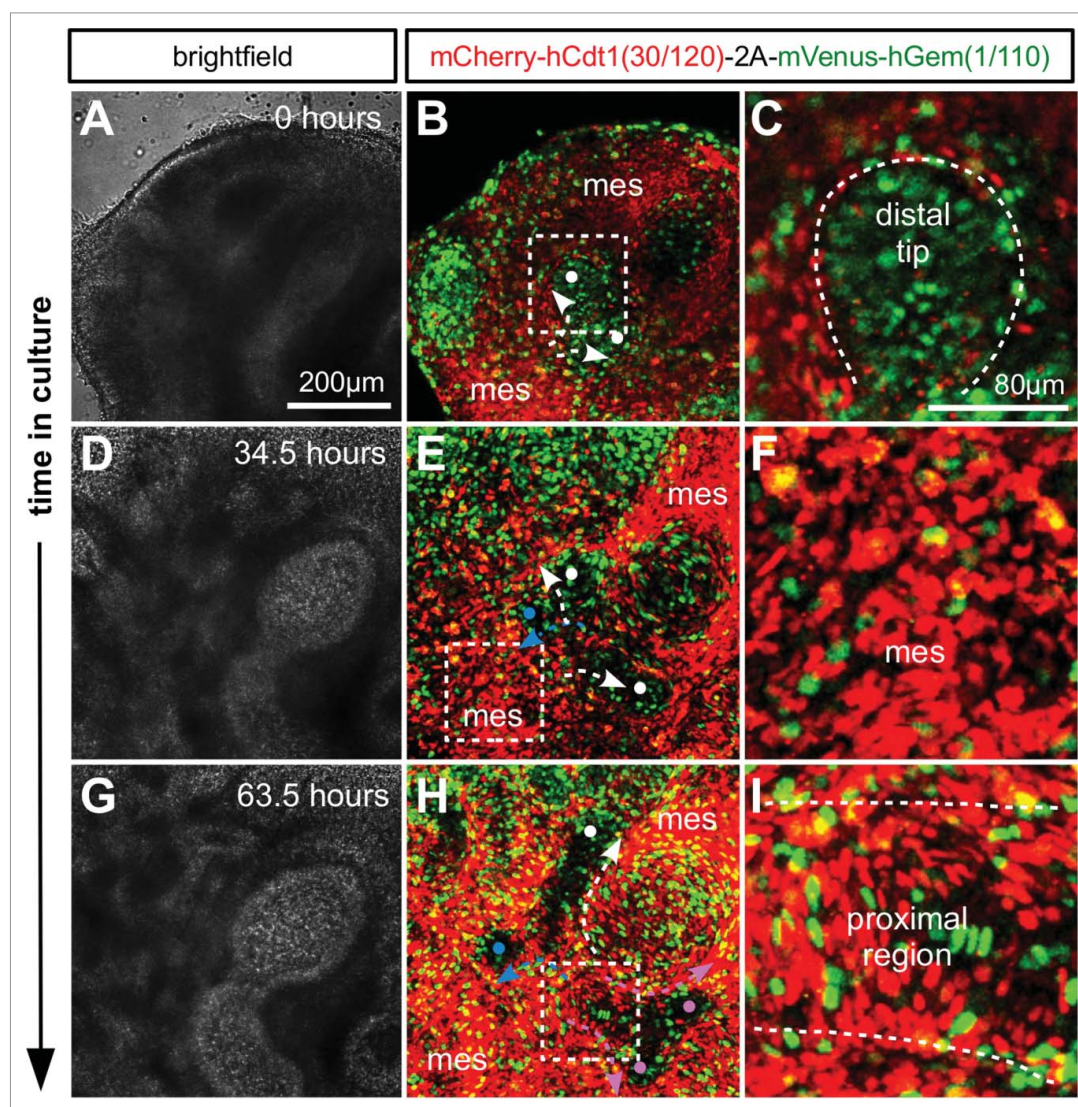 brightfield
mCherry-hCdt1(30/120)-2A-mVenus-hGem(1/110)
time in culture
A
0 hours
200µm
B
mes
mes
C
distal
tip
80µm
D
34.5 hours
E
mes
mes
F
mes
G
63.5 hours
H
mes
mes
I
proximal
region